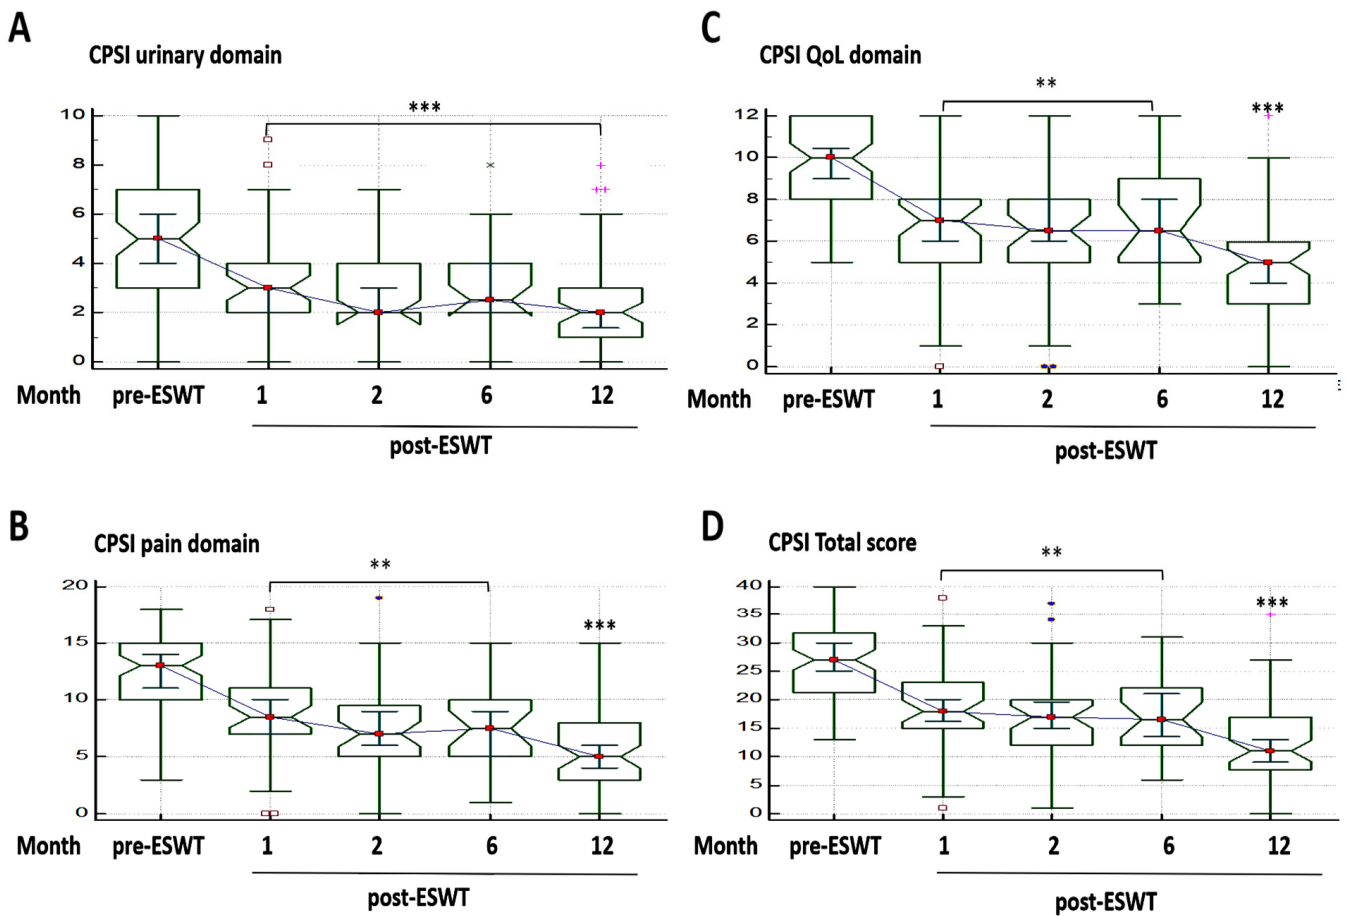 A
CPSI urinary domain
***
10
8
6
4
2
0
Month pre-ESWT 1 2 6 12
post-ESWT
C
CPSI QoL domain
**
***
12
10
8
6
4
2
0
Month pre-ESWT 1 2 6 12
post-ESWT
B
CPSI pain domain
**
***
20
15
10
5
0
Month pre-ESWT 1 2 6 12
post-ESWT
D
CPSI Total score
**
***
40
35
30
25
20
15
10
5
0
Month pre-ESWT 1 2 6 12
post-ESWT